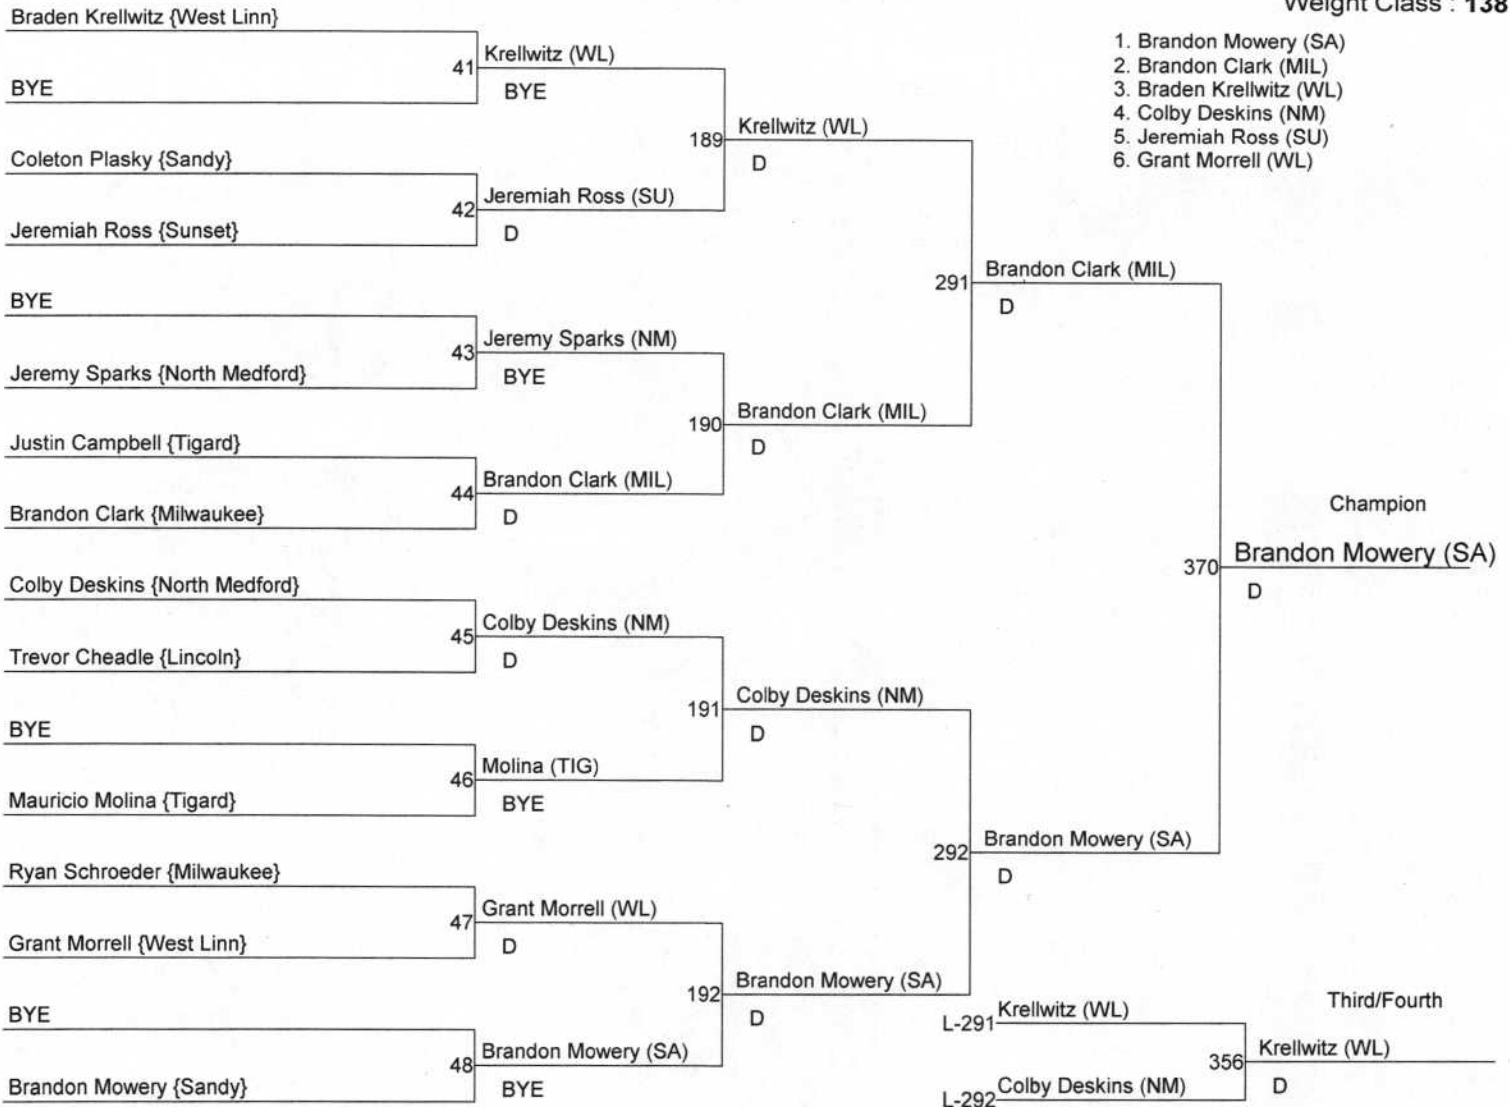 Weight Class : 138
1. Brandon Mowery (SA)
2. Brandon Clark (MIL)
3. Braden Krellwitz (WL)
4. Colby Deskins (NM)
5. Jeremiah Ross (SU)
6. Grant Morrell (WL)
Braden Krellwitz {West Linn}
41
Krellwitz (WL)
BYE
BYE
Coleton Plasky {Sandy}
42
Jeremiah Ross (SU)
D
Jeremiah Ross {Sunset}
189
Krellwitz (WL)
D
BYE
43
Jeremy Sparks (NM)
BYE
Jeremy Sparks {North Medford}
Justin Campbell {Tigard}
44
Brandon Clark (MIL)
D
Brandon Clark {Milwaukee}
190
Brandon Clark (MIL)
D
291
Brandon Clark (MIL)
D
Colby Deskins {North Medford}
45
Colby Deskins (NM)
D
Trevor Cheadle {Lincoln}
BYE
46
Molina (TIG)
BYE
Mauricio Molina {Tigard}
191
Colby Deskins (NM)
D
Ryan Schroeder {Milwaukee}
47
Grant Morrell (WL)
D
Grant Morrell {West Linn}
BYE
48
Brandon Mowery (SA)
BYE
Brandon Mowery {Sandy}
192
Brandon Mowery (SA)
D
292
Brandon Mowery (SA)
D
Champion
370
Brandon Mowery (SA)
D
Third/Fourth
L-291
Krellwitz (WL)
356
Krellwitz (WL)
D
L-292
Colby Deskins (NM)